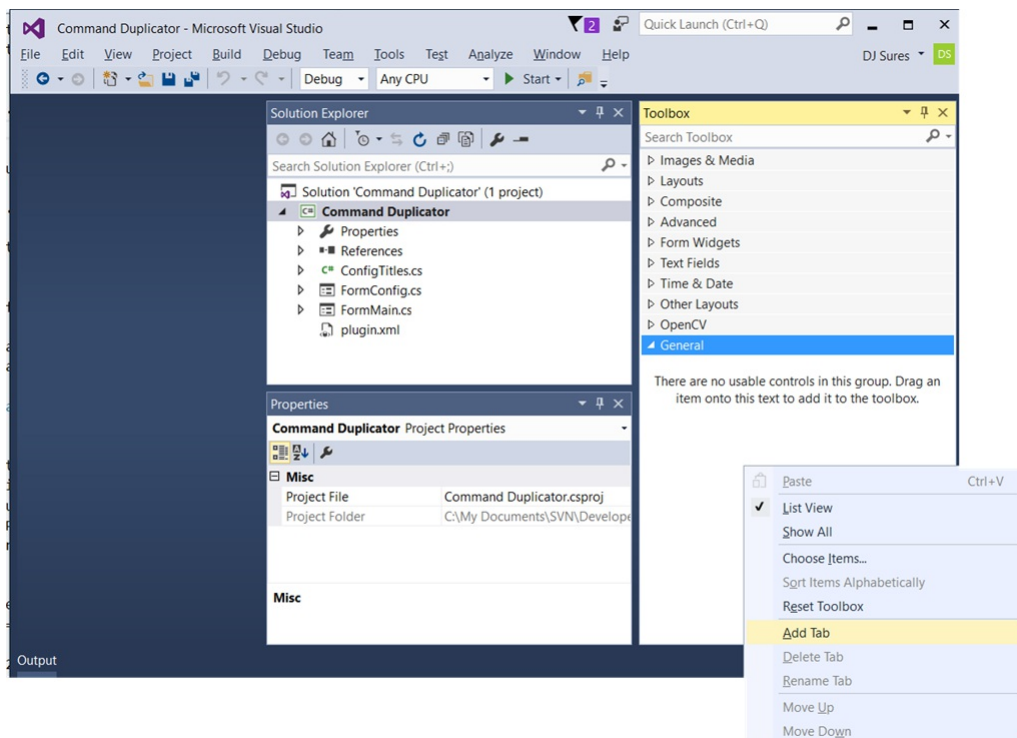 Command Duplicator - Microsoft Visual Studio
2
Quick Launch (Ctrl+Q)
File Edit View Project Build Debug Team Tools Test Analyze Window Help
DJ Sures DS
Debug Any CPU Start
Solution Explorer
Search Solution Explorer (Ctrl+;)
Solution 'Command Duplicator' (1 project)
C# Command Duplicator
Properties
References
C# ConfigTitles.cs
FormConfig.cs
FormMain.cs
plugin.xml
Properties
Command Duplicator Project Properties
Misc
Project File Command Duplicator.csproj
Project Folder C:\My Documents\SVN\Develope
Misc
Toolbox
Search Toolbox
Images & Media
Layouts
Composite
Advanced
Form Widgets
Text Fields
Time & Date
Other Layouts
OpenCV
General
There are no usable controls in this group. Drag an
item onto this text to add it to the toolbox.
Paste Ctrl+V
List View
Show All
Choose Items...
Sort Items Alphabetically
Reset Toolbox
Add Tab
Delete Tab
Rename Tab
Move Up
Move Down
Output